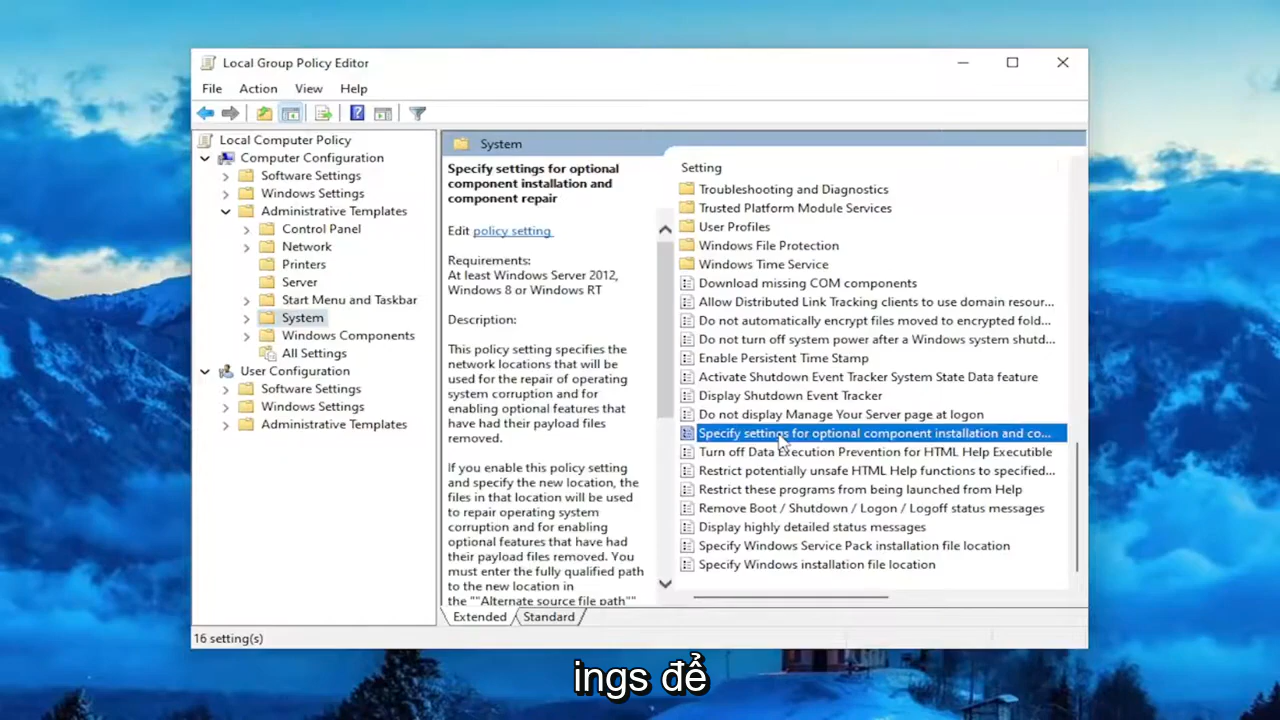 Local Group Policy Editor
File Action View Help
Local Computer Policy
Computer Configuration
Software Settings
Windows Settings
Administrative Templates
Control Panel
Network
Printers
Server
Start Menu and Taskbar
System
Windows Components
All Settings
User Configuration
Software Settings
Windows Settings
Administrative Templates
System
Specify settings for optional
component installation and
component repair
Edit policy setting
Requirements:
At least Windows Server 2012,
Windows 8 or Windows RT
Description:
This policy setting specifies the
network locations that will be
used for the repair of operating
system corruption and for
enabling optional features that
have had their payload files
removed.
If you enable this policy setting
and specify the new location, the
files in that location will be used
to repair operating system
corruption and for enabling
optional features that have had
their payload files removed. You
must enter the fully qualified path
to the new location in
the ""Alternate source file path""
Setting
Troubleshooting and Diagnostics
Trusted Platform Module Services
User Profiles
Windows File Protection
Windows Time Service
Download missing COM components
Allow Distributed Link Tracking clients to use domain resour...
Do not automatically encrypt files moved to encrypted fold...
Do not turn off system power after a Windows system shutd...
Enable Persistent Time Stamp
Activate Shutdown Event Tracker System State Data feature
Display Shutdown Event Tracker
Do not display Manage Your Server page at logon
Specify settings for optional component installation and co...
Turn off Data Execution Prevention for HTML Help Executible
Restrict potentially unsafe HTML Help functions to specified...
Restrict these programs from being launched from Help
Remove Boot / Shutdown / Logon / Logoff status messages
Display highly detailed status messages
Specify Windows Service Pack installation file location
Specify Windows installation file location
Extended Standard
16 setting(s)
ings để